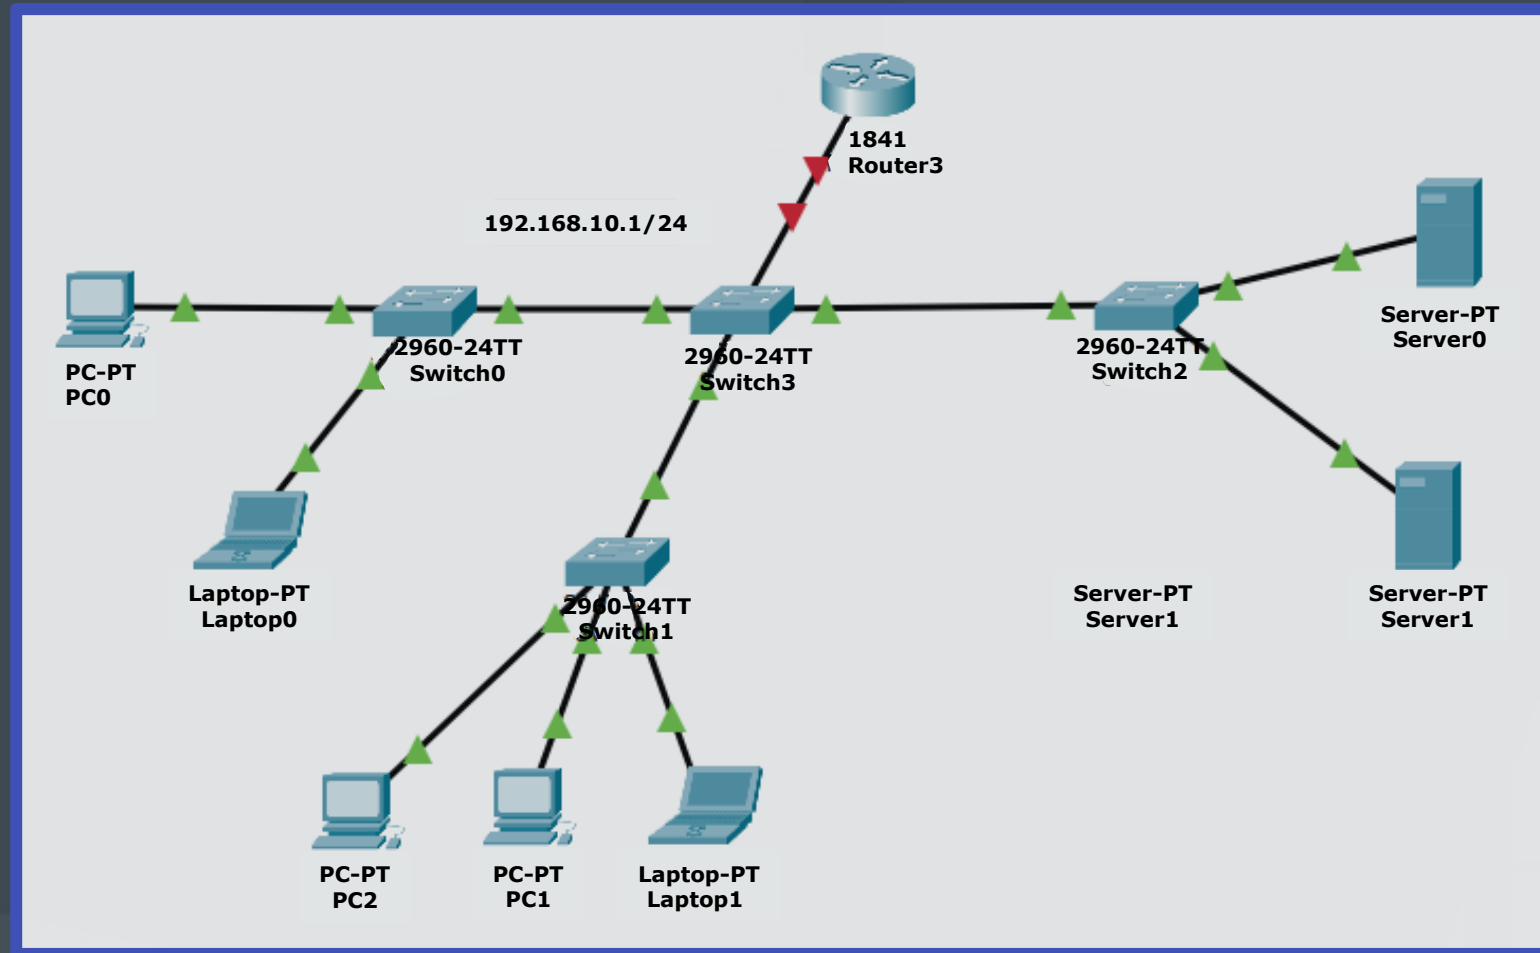 1841
Router3
192.168.10.1/24
Server-PT
Server0
PC-PT
PC0
2960-24TT
Switch0
2960-24TT
Switch3
2960-24TT
Switch2
Laptop-PT
Laptop0
2960-24TT
Switch1
Server-PT
Server1
Server-PT
Server1
PC-PT
PC2
PC-PT
PC1
Laptop-PT
Laptop1